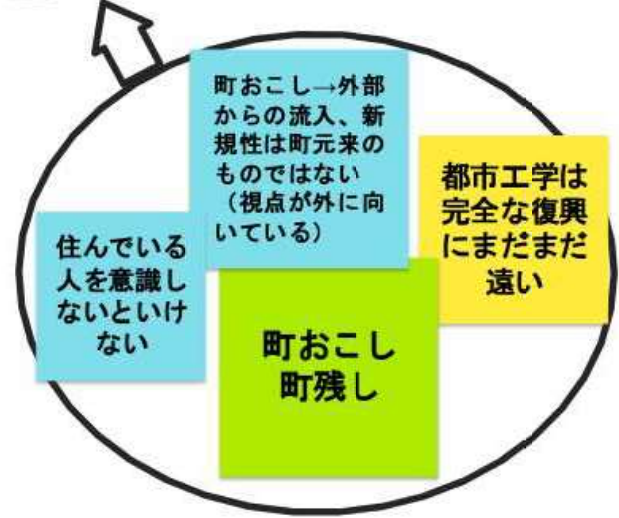 町おこし→外部
からの流入、新
規性は町元来の
ものではない
（視点が外に向
いている）
都市工学は
完全な復興
にまだまだ
遠い
住んでいる
人を意識し
ないといけ
ない
町おこし
町残し